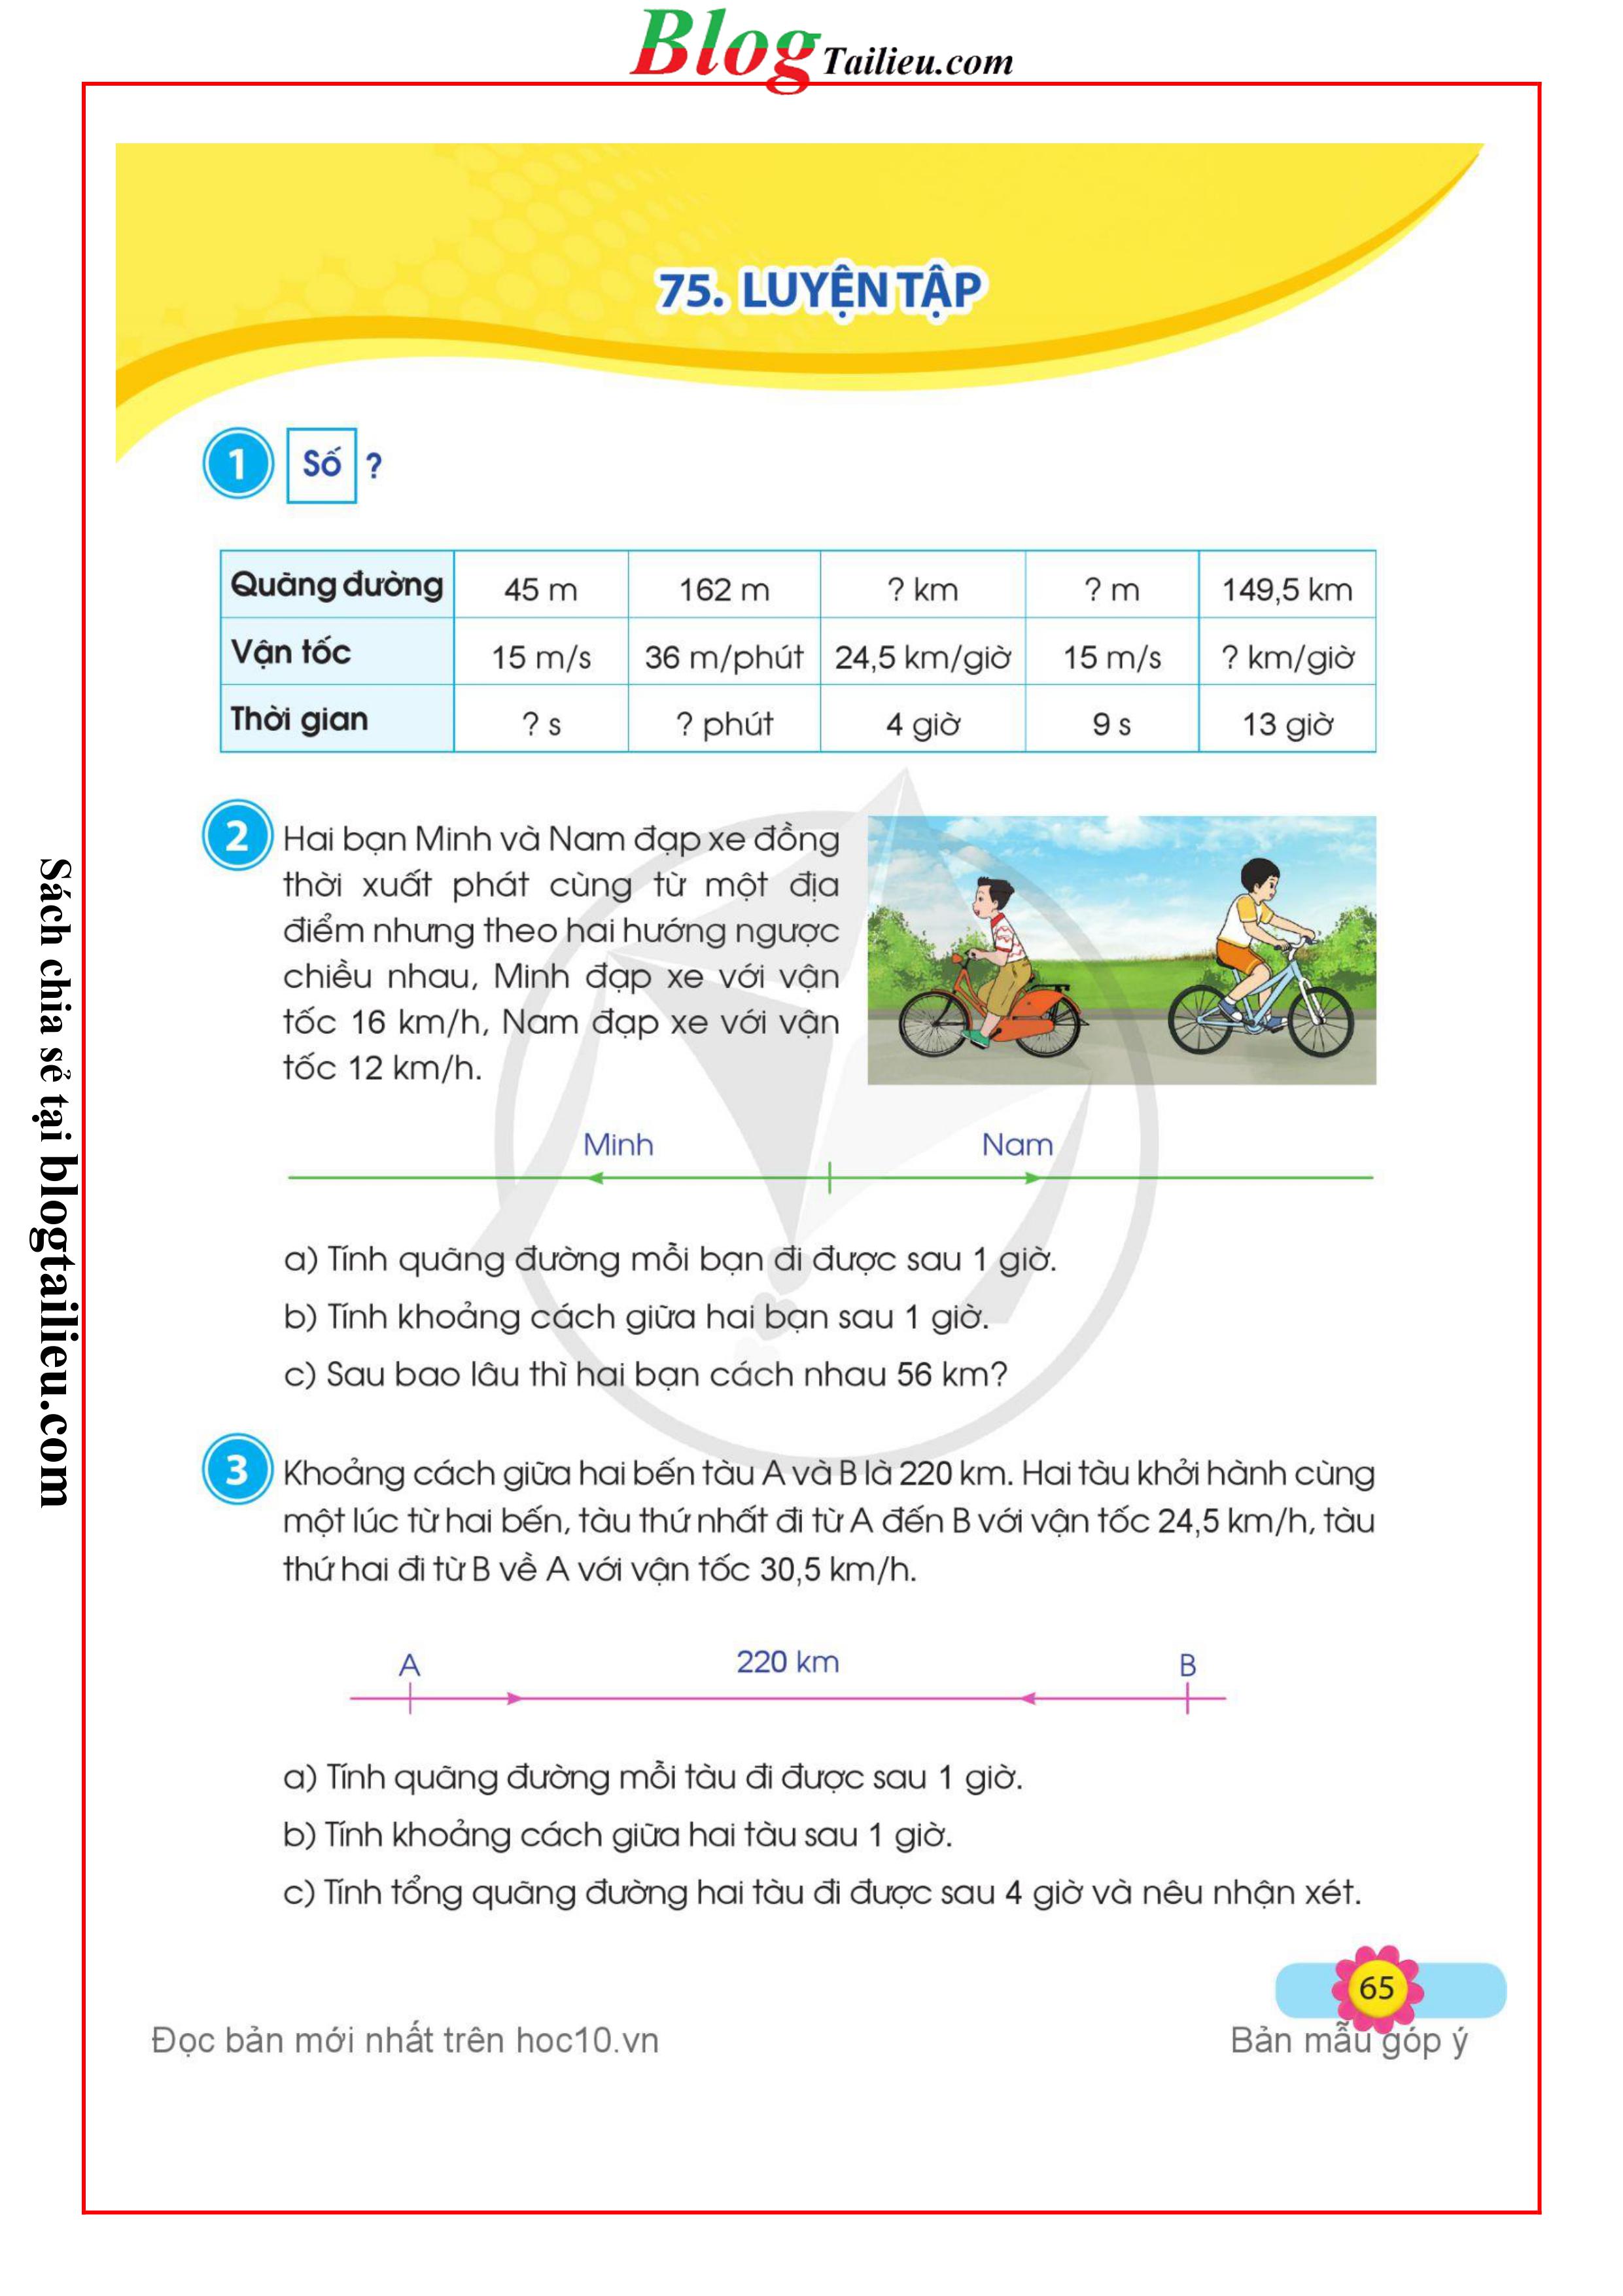 Blog Tailieu.com
75. LUYỆN TẬP
1 Số ?
Quãng đường 45 m 162 m ? km ? m 149,5 km
Vận tốc 15 m/s 36 m/phút 24,5 km/giờ 15 m/s ? km/giờ
Thời gian ? s ? phút 4 giờ 9 s 13 giờ
2 Hai bạn Minh và Nam đạp xe đồng
thời xuất phát cùng từ một địa
điểm nhưng theo hai hướng ngược
chiều nhau, Minh đạp xe với vận
tốc 16 km/h, Nam đạp xe với vận
tốc 12 km/h.
Minh Nam
a) Tính quãng đường mỗi bạn đi được sau 1 giờ.
b) Tính khoảng cách giữa hai bạn sau 1 giờ.
c) Sau bao lâu thì hai bạn cách nhau 56 km?
3 Khoảng cách giữa hai bến tàu A và B là 220 km. Hai tàu khởi hành cùng
một lúc từ hai bến, tàu thứ nhất đi từ A đến B với vận tốc 24,5 km/h, tàu
thứ hai đi từ B về A với vận tốc 30,5 km/h.
A 220 km B
a) Tính quãng đường mỗi tàu đi được sau 1 giờ.
b) Tính khoảng cách giữa hai tàu sau 1 giờ.
c) Tính tổng quãng đường hai tàu đi được sau 4 giờ và nêu nhận xét.
65
Đọc bản mới nhất trên hoc10.vn Bản mẫu góp ý
Sách chia sẻ tại blogtailieu.com